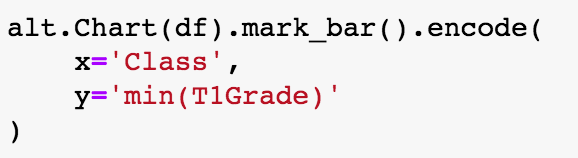 alt.Chart(df).mark_bar().encode(
    x='Class',
    y='min(T1Grade)'
)